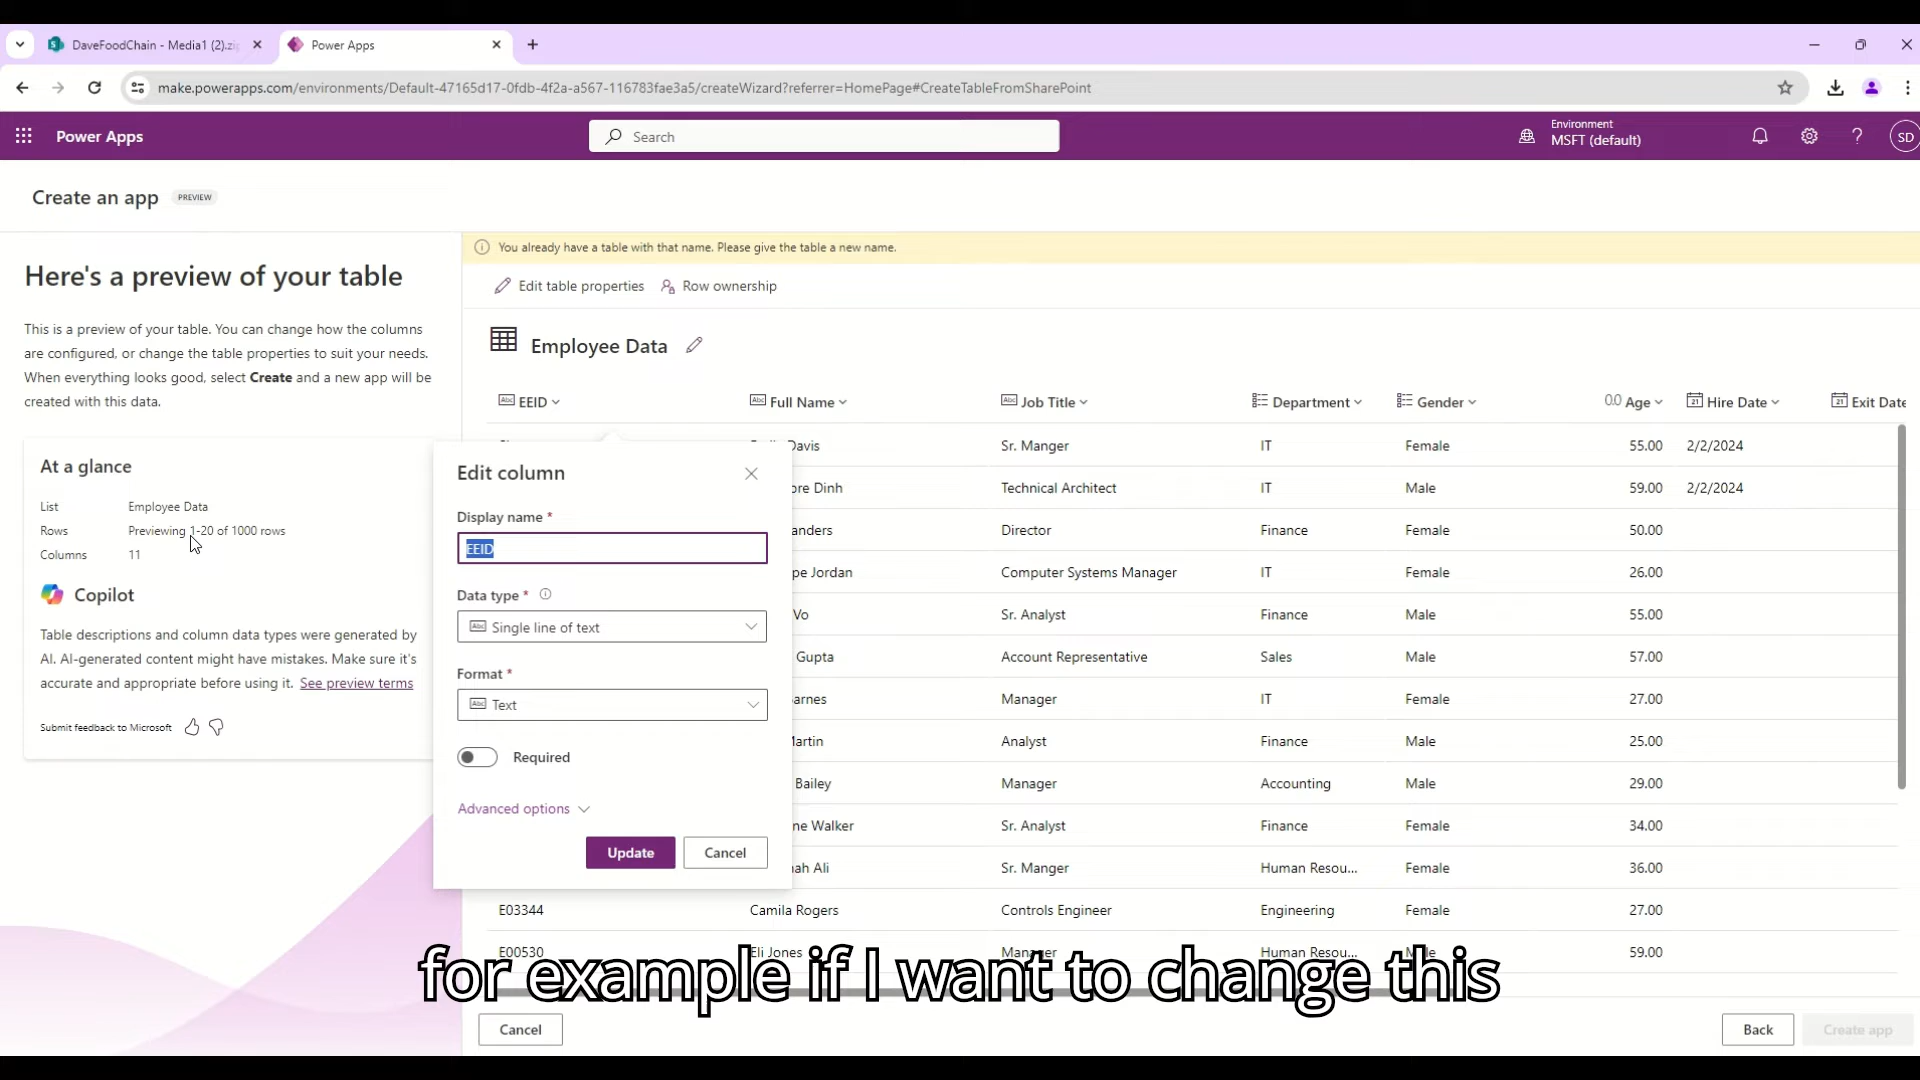 DaveFoodChain - Media1 (2).zi
Power Apps
make.powerapps.com/environments/Default-47165d17-0fdb-4f2a-a567-116783fae3a5/createWizard?referrer=HomePage#CreateTableFromSharePoint
Power Apps
Search
Environment
MSFT (default)
SD
Create an app PREVIEW
You already have a table with that name. Please give the table a new name.
Here's a preview of your table
This is a preview of your table. You can change how the columns
are configured, or change the table properties to suit your needs.
When everything looks good, select Create and a new app will be
created with this data.
At a glance
List Employee Data
Rows Previewing 1-20 of 1000 rows
Columns 11
Copilot
Table descriptions and column data types were generated by
AI. AI-generated content might have mistakes. Make sure it's
accurate and appropriate before using it. See preview terms
Submit feedback to Microsoft
Edit table properties Row ownership
Employee Data
Abc EEID Abc Full Name Abc Job Title Department Gender 0.0 Age 21 Hire Date 21 Exit Date
Davis Sr. Manger IT Female 55.00 2/2/2024
ore Dinh Technical Architect IT Male 59.00 2/2/2024
anders Director Finance Female 50.00
pe Jordan Computer Systems Manager IT Female 26.00
Vo Sr. Analyst Finance Male 55.00
Gupta Account Representative Sales Male 57.00
arnes Manager IT Female 27.00
Martin Analyst Finance Male 25.00
Bailey Manager Accounting Male 29.00
ne Walker Sr. Analyst Finance Female 34.00
nah Ali Sr. Manger Human Resou... Female 36.00
E03344 Camila Rogers Controls Engineer Engineering Female 27.00
E00530 Eli Jones Manager Human Resou... Male 59.00
Edit column
Display name *
EEID
Data type *
Abc Single line of text
Format *
Abc Text
Required
Advanced options
Update Cancel
for example if I want to change this
Cancel Back Create app